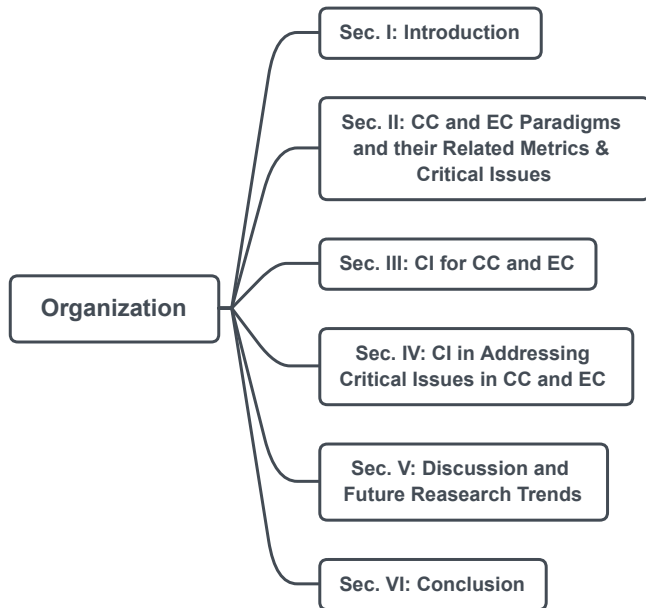 Sec. I: Introduction
Sec. II: CC and EC Paradigms
and their Related Metrics &
Critical Issues
Sec. III: CI for CC and EC
Organization
Sec. IV: CI in Addressing
Critical Issues in CC and EC
Sec. V: Discussion and
Future Reasearch Trends
Sec. VI: Conclusion